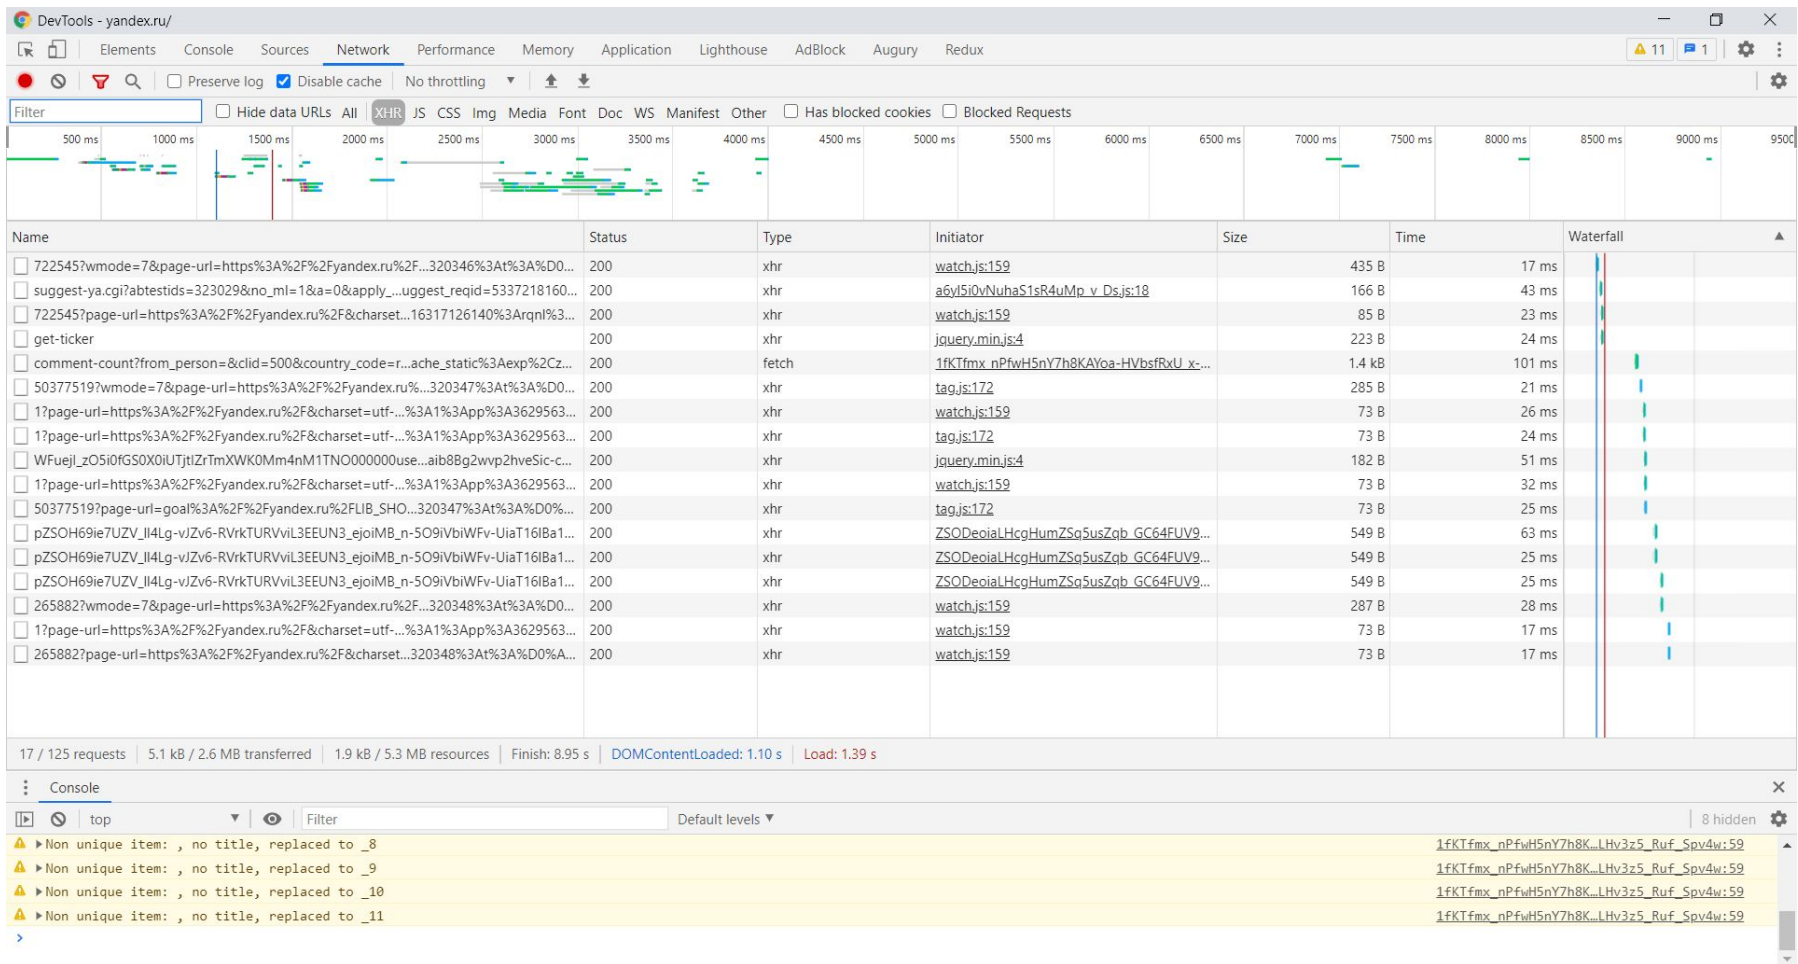 DevTools - yandex.ru/
Elements Console Sources Network Performance Memory Application Lighthouse AdBlock Augury Redux 11 1
Preserve log Disable cache No throttling
Filter Hide data URLs All XHR JS CSS Img Media Font Doc WS Manifest Other Has blocked cookies Blocked Requests
500 ms 1000 ms 1500 ms 2000 ms 2500 ms 3000 ms 3500 ms 4000 ms 4500 ms 5000 ms 5500 ms 6000 ms 6500 ms 7000 ms 7500 ms 8000 ms 8500 ms 9000 ms 9500
Name Status Type Initiator Size Time Waterfall
722545?wmode=7&page-url=https%3A%2F%2Fyandex.ru%2F...320346%3At%3A%D0... 200 xhr watch.js:159 435 B 17 ms
suggest-ya.cgi?abtestids=323029&no_ml=1&a=0&apply_...uggest_reqid=5337218160... 200 xhr a6yI5i0vNuhaS1sR4uMp_v_Ds.js:18 166 B 43 ms
722545?page-url=https%3A%2F%2Fyandex.ru%2F&charset...16317126140%3Arqnl%3... 200 xhr watch.js:159 85 B 23 ms
get-ticker 200 xhr jquery.min.js:4 223 B 24 ms
comment-count?from_person=&clid=500&country_code=r...ache_static%3Aexp%2Cz... 200 fetch 1fKTfmx_nPfwH5nY7h8KAYoa-HVbsfRxU_x-... 1.4 kB 101 ms
50377519?wmode=7&page-url=https%3A%2F%2Fyandex.ru%...320347%3At%3A%D0... 200 xhr tag.js:172 285 B 21 ms
1?page-url=https%3A%2F%2Fyandex.ru%2F&charset=utf-...%3A1%3App%3A3629563... 200 xhr watch.js:159 73 B 26 ms
1?page-url=https%3A%2F%2Fyandex.ru%2F&charset=utf-...%3A1%3App%3A3629563... 200 xhr tag.js:172 73 B 24 ms
WFuejI_zO5i0fGS0X0iUTjtIZrTmXWK0Mm4nM1TNO000000use...aib8Bg2wvp2hveSic-c... 200 xhr jquery.min.js:4 182 B 51 ms
1?page-url=https%3A%2F%2Fyandex.ru%2F&charset=utf-...%3A1%3App%3A3629563... 200 xhr watch.js:159 73 B 32 ms
50377519?page-url=goal%3A%2F%2Fyandex.ru%2FLIB_SHO...320347%3At%3A%D0%... 200 xhr tag.js:172 73 B 25 ms
pZSOH69ie7UZV_II4Lg-vJZv6-RVrkTURVviL3EEUN3_ejoiMB_n-5O9iVbiWFv-UiaT16IBa1... 200 xhr ZSODeoiaLHcgHumZSq5usZqb_GC64FUV9... 549 B 63 ms
pZSOH69ie7UZV_II4Lg-vJZv6-RVrkTURVviL3EEUN3_ejoiMB_n-5O9iVbiWFv-UiaT16IBa1... 200 xhr ZSODeoiaLHcgHumZSq5usZqb_GC64FUV9... 549 B 25 ms
pZSOH69ie7UZV_II4Lg-vJZv6-RVrkTURVviL3EEUN3_ejoiMB_n-5O9iVbiWFv-UiaT16IBa1... 200 xhr ZSODeoiaLHcgHumZSq5usZqb_GC64FUV9... 549 B 25 ms
265882?wmode=7&page-url=https%3A%2F%2Fyandex.ru%2F...320348%3At%3A%D0... 200 xhr watch.js:159 287 B 28 ms
1?page-url=https%3A%2F%2Fyandex.ru%2F&charset=utf-...%3A1%3App%3A3629563... 200 xhr watch.js:159 73 B 17 ms
265882?page-url=https%3A%2F%2Fyandex.ru%2F&charset...320348%3At%3A%D0%A... 200 xhr watch.js:159 73 B 17 ms
17 / 125 requests 5.1 kB / 2.6 MB transferred 1.9 kB / 5.3 MB resources Finish: 8.95 s DOMContentLoaded: 1.10 s Load: 1.39 s
Console
top Filter Default levels 8 hidden
Non unique item: , no title, replaced to _8 1fKTfmx_nPfwH5nY7h8K…LHv3z5_Ruf_Spv4w:59
Non unique item: , no title, replaced to _9 1fKTfmx_nPfwH5nY7h8K…LHv3z5_Ruf_Spv4w:59
Non unique item: , no title, replaced to _10 1fKTfmx_nPfwH5nY7h8K…LHv3z5_Ruf_Spv4w:59
Non unique item: , no title, replaced to _11 1fKTfmx_nPfwH5nY7h8K…LHv3z5_Ruf_Spv4w:59